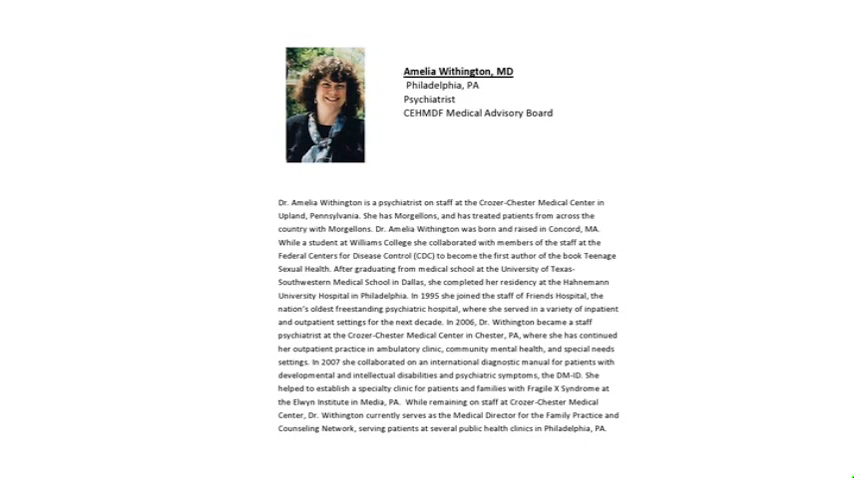 Amelia Withington, MD
Philadelphia, PA
Psychiatrist
CEHMDF Medical Advisory Board
Dr. Amelia Withington is a psychiatrist on staff at the Crozer-Chester Medical Center in
Upland, Pennsylvania. She has Morgellons, and has treated patients from across the
country with Morgellons. Dr. Amelia Withington was born and raised in Concord, MA.
While a student at Williams College she collaborated with members of the staff at the
Federal Centers for Disease Control (CDC) to become the first author of the book Teenage
Sexual Health. After graduating from medical school at the University of Texas-
Southwestern Medical School in Dallas, she completed her residency at the Hahnemann
University Hospital in Philadelphia. In 1995 she joined the staff of Friends Hospital, the
nation's oldest freestanding psychiatric hospital, where she served in a variety of inpatient
and outpatient settings for the next decade. In 2006, Dr. Withington became a staff
psychiatrist at the Crozer-Chester Medical Center in Chester, PA, where she has continued
her outpatient practice in ambulatory clinic, community mental health, and special needs
settings. In 2007 she collaborated on an international diagnostic manual for patients with
developmental and intellectual disabilities and psychiatric symptoms, the DM-ID. She
helped to establish a specialty clinic for patients and families with Fragile X Syndrome at
the Elwyn Institute in Media, PA.  While remaining on staff at Crozer-Chester Medical
Center, Dr. Withington currently serves as the Medical Director for the Family Practice and
Counseling Network, serving patients at several public health clinics in Philadelphia, PA.